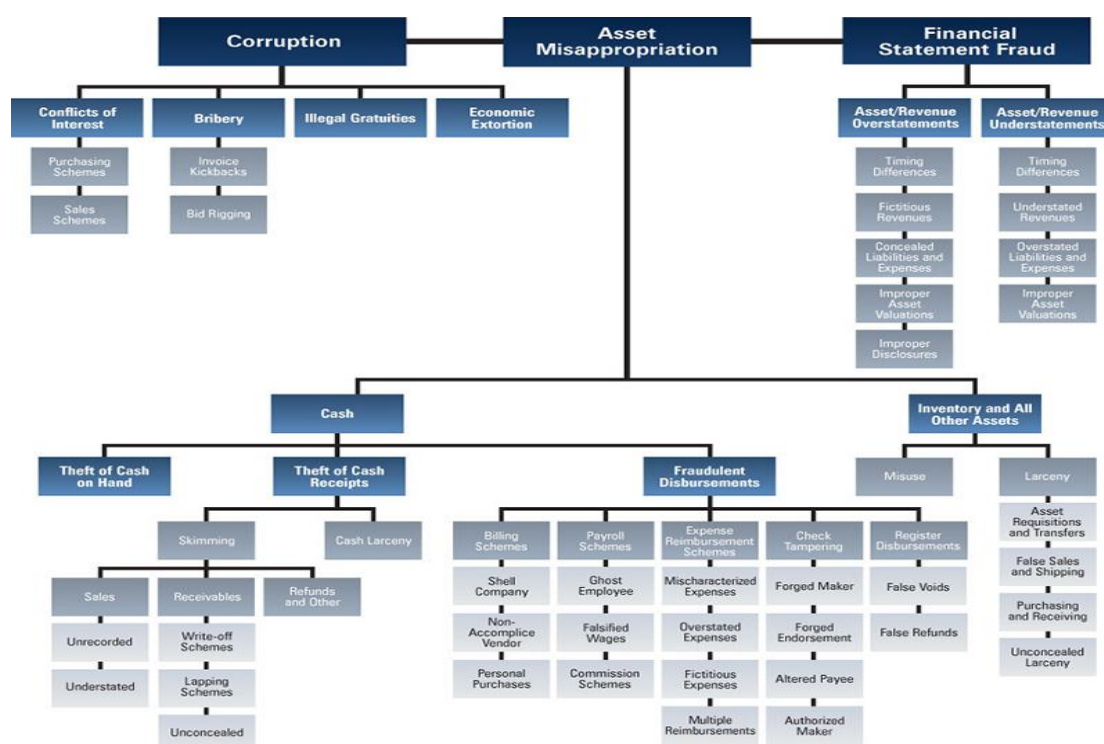 Corruption
Asset
Misappropriation
Financial
Statement Fraud
Conflicts of
Interest
Bribery
Illegal Gratuities
Economic
Extortion
Asset/Revenue
Overstatements
Asset/Revenue
Understatements
Purchasing
Schemes
Invoice
Kickbacks
Timing
Differences
Timing
Differences
Sales
Schemes
Bid Rigging
Fictitious
Revenues
Understated
Revenues
Concealed
Liabilities and
Expenses
Overstated
Liabilities and
Expenses
Improper
Asset
Valuations
Improper
Asset
Valuations
Improper
Disclosures
Cash
Inventory and All
Other Assets
Theft of Cash
on Hand
Theft of Cash
Receipts
Fraudulent
Disbursements
Misuse
Larceny
Skimming
Cash Larceny
Billing
Schemes
Payroll
Schemes
Expense
Reimbursement
Schemes
Check
Tampering
Register
Disbursements
Asset
Requisitions
and Transfers
Sales
Receivables
Refunds
and Other
Shell
Company
Ghost
Employee
Mischaracterized
Expenses
Forged Maker
False Voids
False Sales
and Shipping
Unrecorded
Write-off
Schemes
Non-
Accomplice
Vendor
Falsified
Wages
Overstated
Expenses
Forged
Endorsement
False Refunds
Purchasing
and Receiving
Understated
Lapping
Schemes
Personal
Purchases
Commission
Schemes
Fictitious
Expenses
Altered Payee
Unconcealed
Larceny
Unconcealed
Multiple
Reimbursements
Authorized
Maker